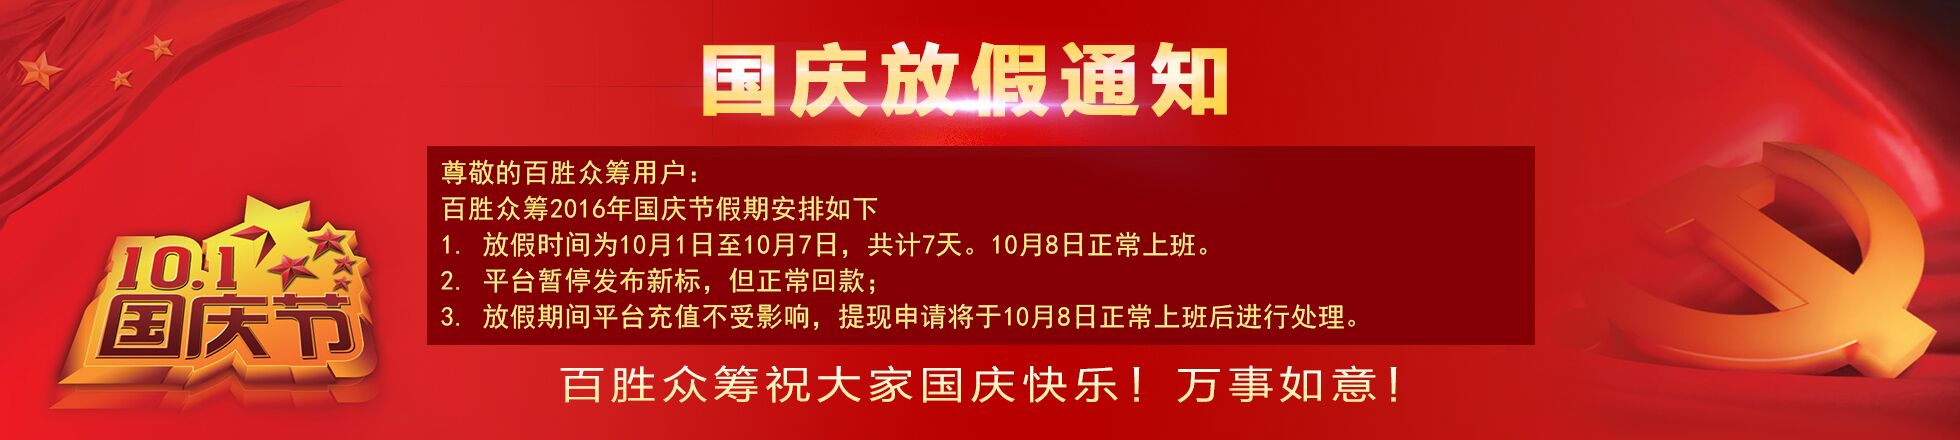 国庆放假通知
尊敬的百胜众筹用户：
百胜众筹2016年国庆节假期安排如下
1. 放假时间为10月1日至10月7日，共计7天。10月8日正常上班。
2. 平台暂停发布新标，但正常回款；
3. 放假期间平台充值不受影响，提现申请将于10月8日正常上班后进行处理。
10.1
国庆节
百胜众筹祝大家国庆快乐！万事如意！